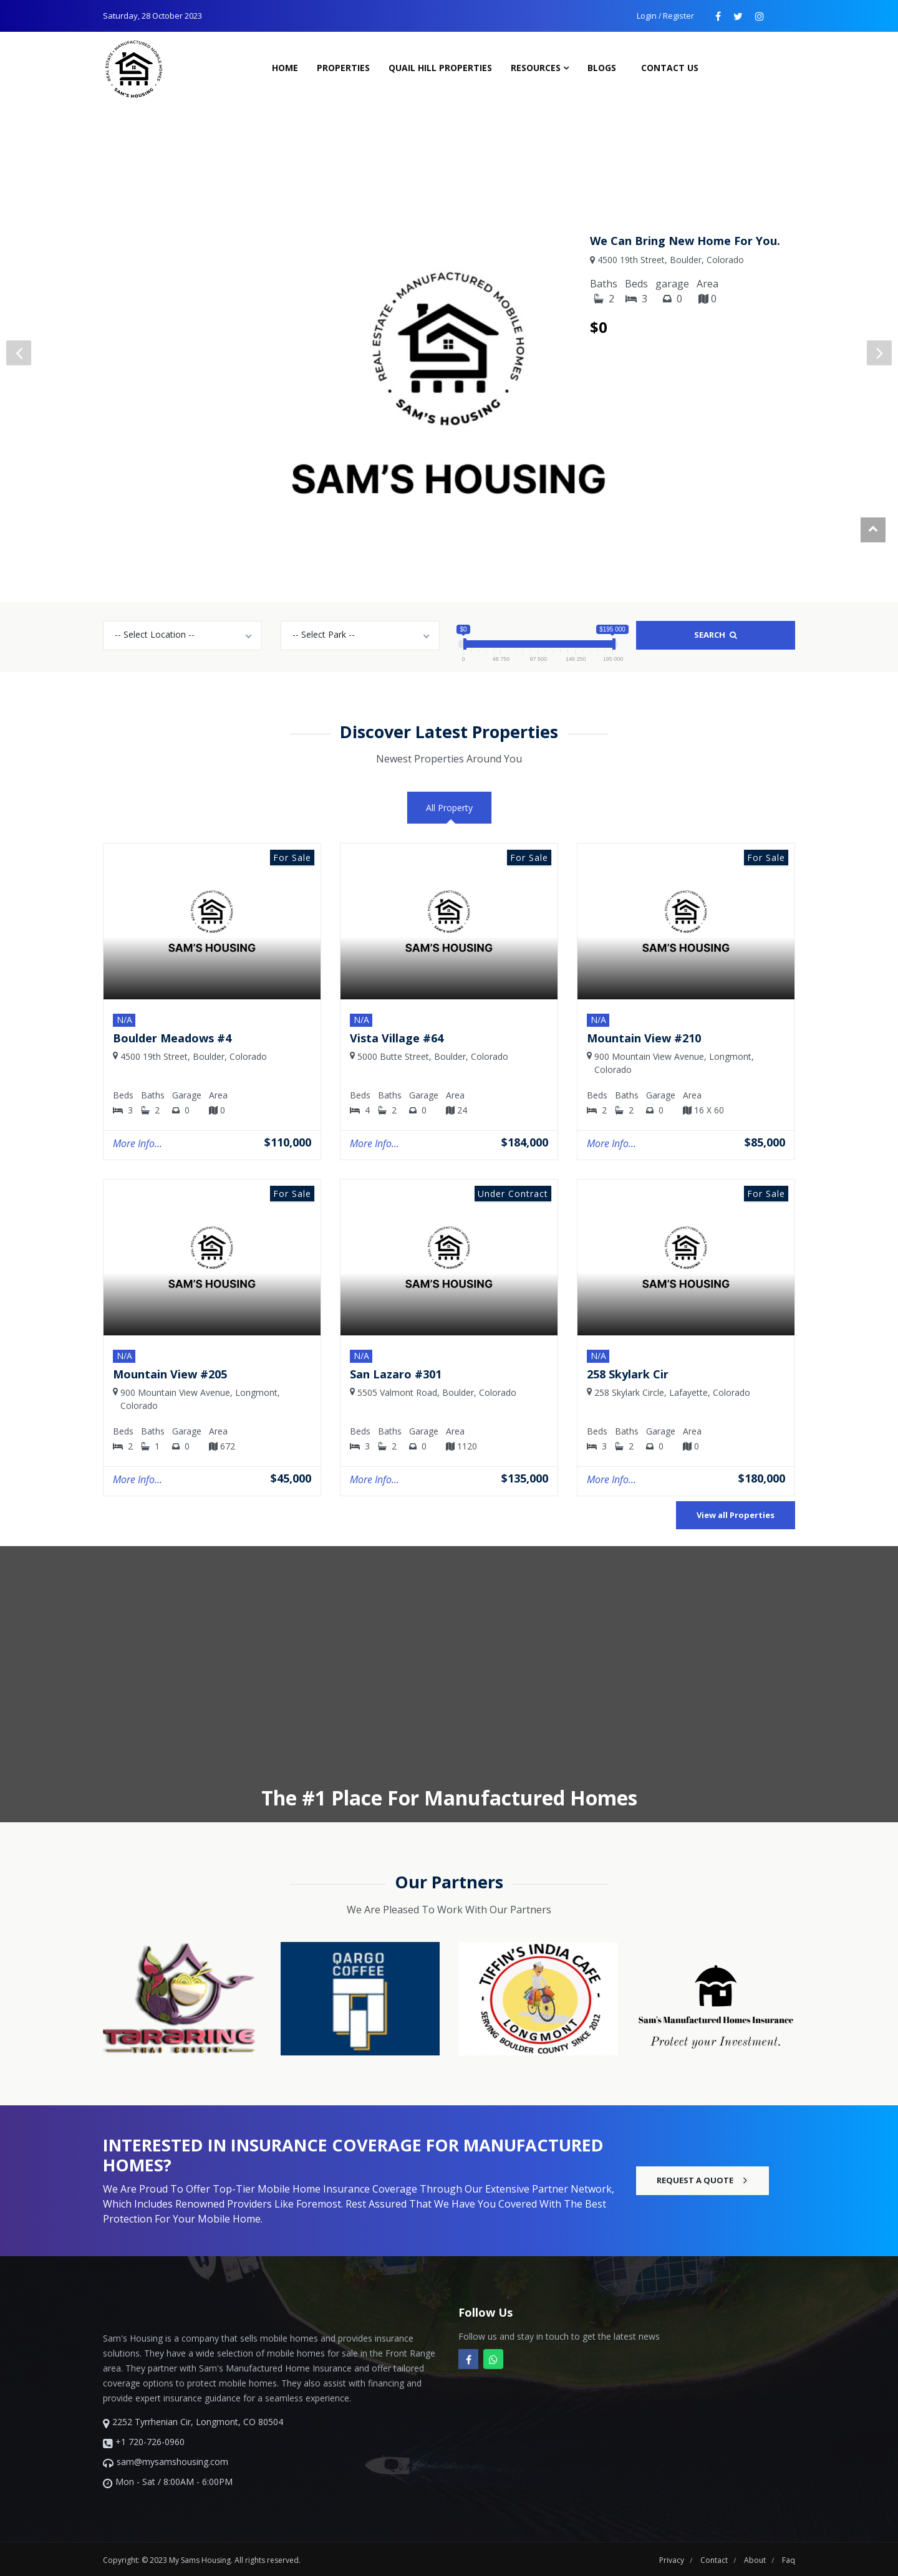 Saturday, 28 October 2023
Login / Register
REAL ESTATE • MANUFACTURED MOBILE HOMES • SAM'S HOUSING
HOME PROPERTIES QUAIL HILL PROPERTIES RESOURCES BLOGS CONTACT US
We Can Bring New Home For You.
4500 19th Street, Boulder, Colorado
Baths Beds garage Area
2 3 0 0
$0
REAL ESTATE • MANUFACTURED MOBILE HOMES • SAM'S HOUSING
SAM'S HOUSING
-- Select Location --
-- Select Park --
$0 $195 000
0 48 750 97 500 146 250 195 000
SEARCH
Discover Latest Properties
Newest Properties Around You
All Property
For Sale
SAM'S HOUSING
N/A
Boulder Meadows #4
4500 19th Street, Boulder, Colorado
Beds Baths Garage Area
3 2 0 0
More Info... $110,000
For Sale
SAM'S HOUSING
N/A
Vista Village #64
5000 Butte Street, Boulder, Colorado
Beds Baths Garage Area
4 2 0 24
More Info... $184,000
For Sale
SAM'S HOUSING
N/A
Mountain View #210
900 Mountain View Avenue, Longmont,
Colorado
Beds Baths Garage Area
2 2 0 16 X 60
More Info... $85,000
For Sale
SAM'S HOUSING
N/A
Mountain View #205
900 Mountain View Avenue, Longmont,
Colorado
Beds Baths Garage Area
2 1 0 672
More Info... $45,000
Under Contract
SAM'S HOUSING
N/A
San Lazaro #301
5505 Valmont Road, Boulder, Colorado
Beds Baths Garage Area
3 2 0 1120
More Info... $135,000
For Sale
SAM'S HOUSING
N/A
258 Skylark Cir
258 Skylark Circle, Lafayette, Colorado
Beds Baths Garage Area
3 2 0 0
More Info... $180,000
View all Properties
The #1 Place For Manufactured Homes
Our Partners
We Are Pleased To Work With Our Partners
TARARINE
THAI CUISINE
QARGO
COFFEE
TIFFIN'S INDIA CAFE
LONGMONT
SERVING BOULDER COUNTY SINCE 2012
Sam's Manufactured Homes Insurance
Protect your Investment.
INTERESTED IN INSURANCE COVERAGE FOR MANUFACTURED
HOMES?
We Are Proud To Offer Top-Tier Mobile Home Insurance Coverage Through Our Extensive Partner Network,
Which Includes Renowned Providers Like Foremost. Rest Assured That We Have You Covered With The Best
Protection For Your Mobile Home.
REQUEST A QUOTE
Sam's Housing is a company that sells mobile homes and provides insurance
solutions. They have a wide selection of mobile homes for sale in the Front Range
area. They partner with Sam's Manufactured Home Insurance and offer tailored
coverage options to protect mobile homes. They also assist with financing and
provide expert insurance guidance for a seamless experience.
2252 Tyrrhenian Cir, Longmont, CO 80504
+1 720-726-0960
sam@mysamshousing.com
Mon - Sat / 8:00AM - 6:00PM
Follow Us
Follow us and stay in touch to get the latest news
Copyright: © 2023 My Sams Housing. All rights reserved.
Privacy / Contact / About / Faq